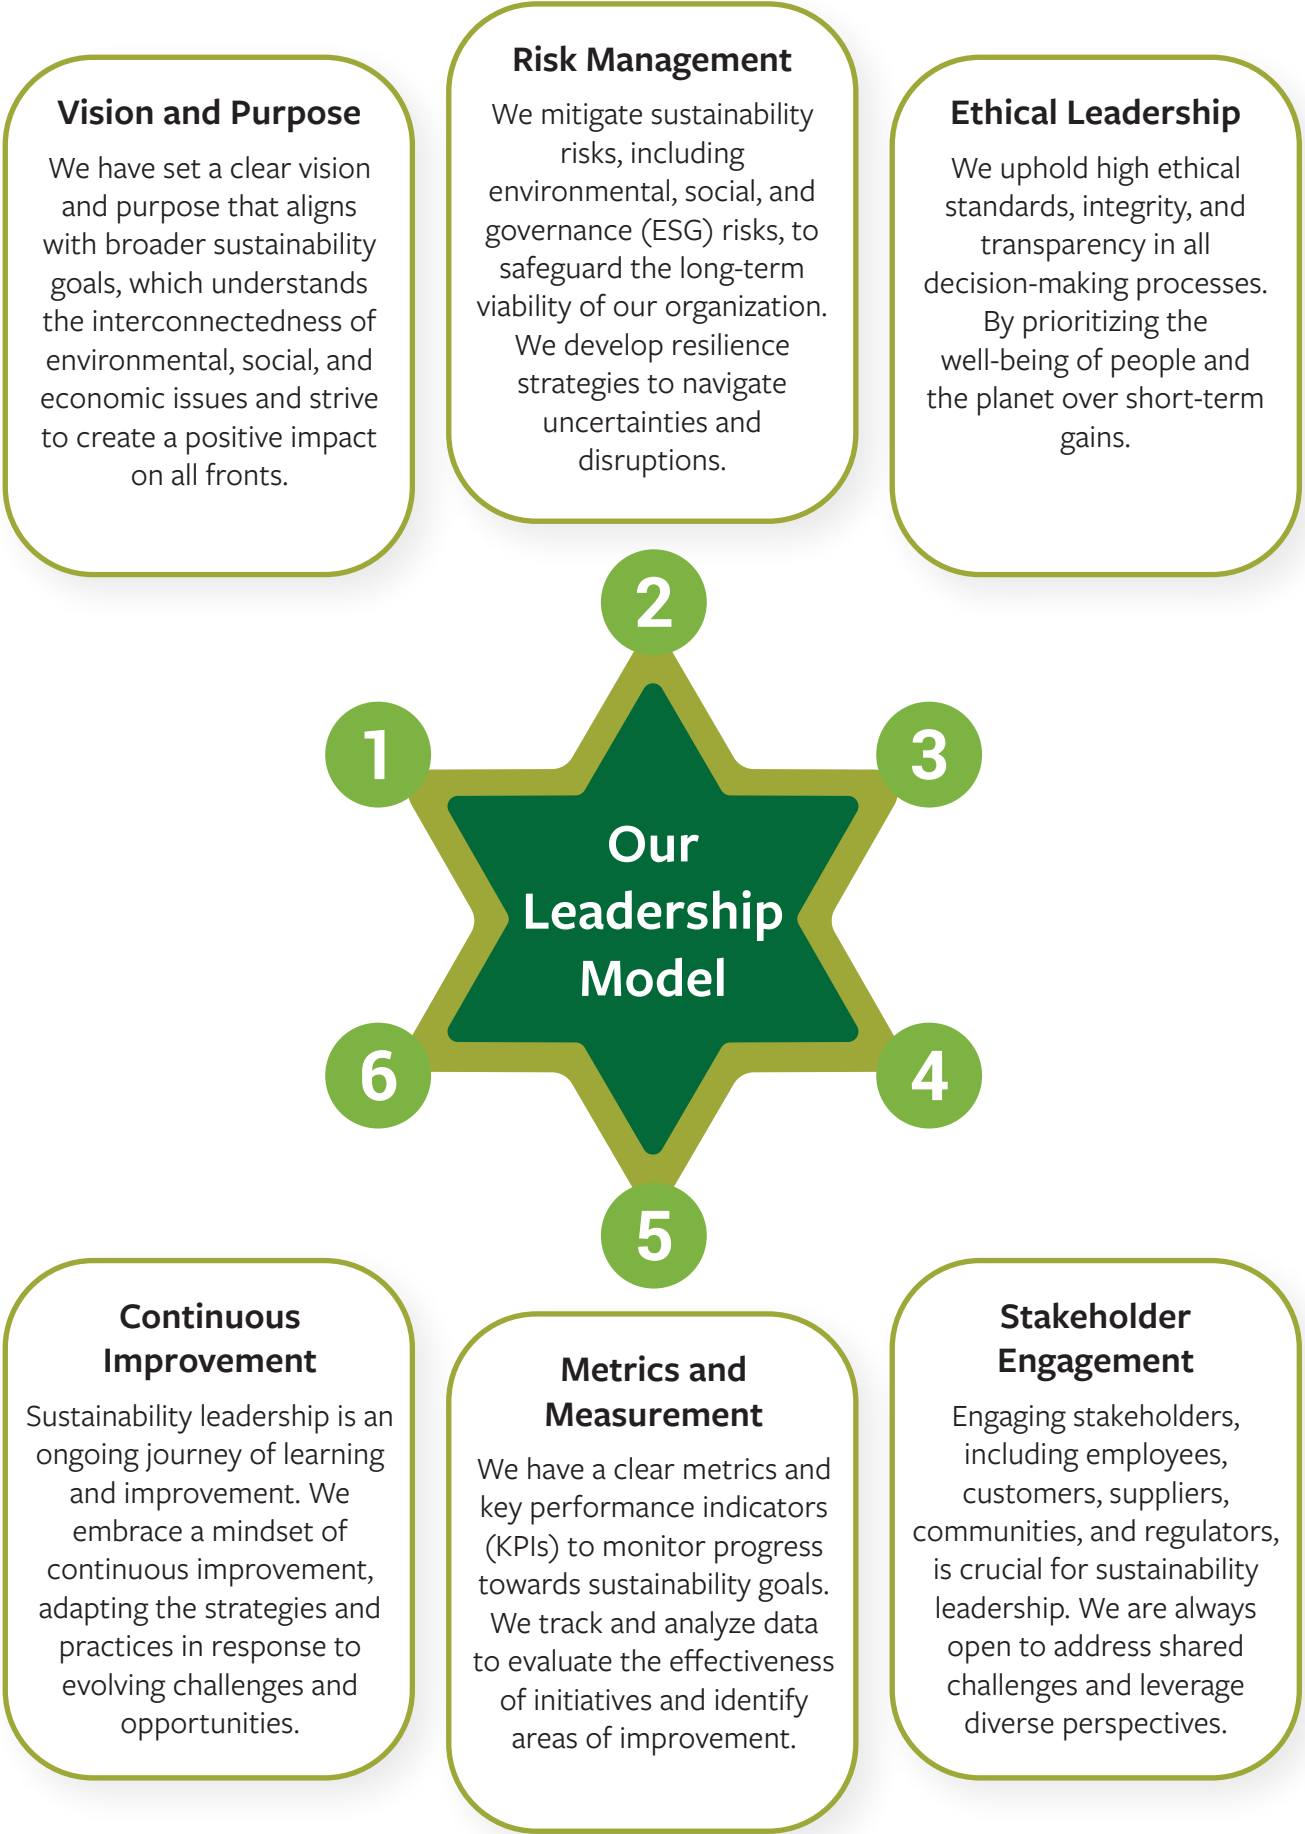 Vision and Purpose
We have set a clear vision
and purpose that aligns
with broader sustainability
goals, which understands
the interconnectedness of
environmental, social, and
economic issues and strive
to create a positive impact
on all fronts.
Risk Management
We mitigate sustainability
risks, including
environmental, social, and
governance (ESG) risks, to
safeguard the long-term
viability of our organization.
We develop resilience
strategies to navigate
uncertainties and
disruptions.
Ethical Leadership
We uphold high ethical
standards, integrity, and
transparency in all
decision-making processes.
By prioritizing the
well-being of people and
the planet over short-term
gains.
2
1
3
Our
Leadership
Model
6
4
5
Continuous
Improvement
Sustainability leadership is an
ongoing journey of learning
and improvement. We
embrace a mindset of
continuous improvement,
adapting the strategies and
practices in response to
evolving challenges and
opportunities.
Metrics and
Measurement
We have a clear metrics and
key performance indicators
(KPIs) to monitor progress
towards sustainability goals.
We track and analyze data
to evaluate the effectiveness
of initiatives and identify
areas of improvement.
Stakeholder
Engagement
Engaging stakeholders,
including employees,
customers, suppliers,
communities, and regulators,
is crucial for sustainability
leadership. We are always
open to address shared
challenges and leverage
diverse perspectives.